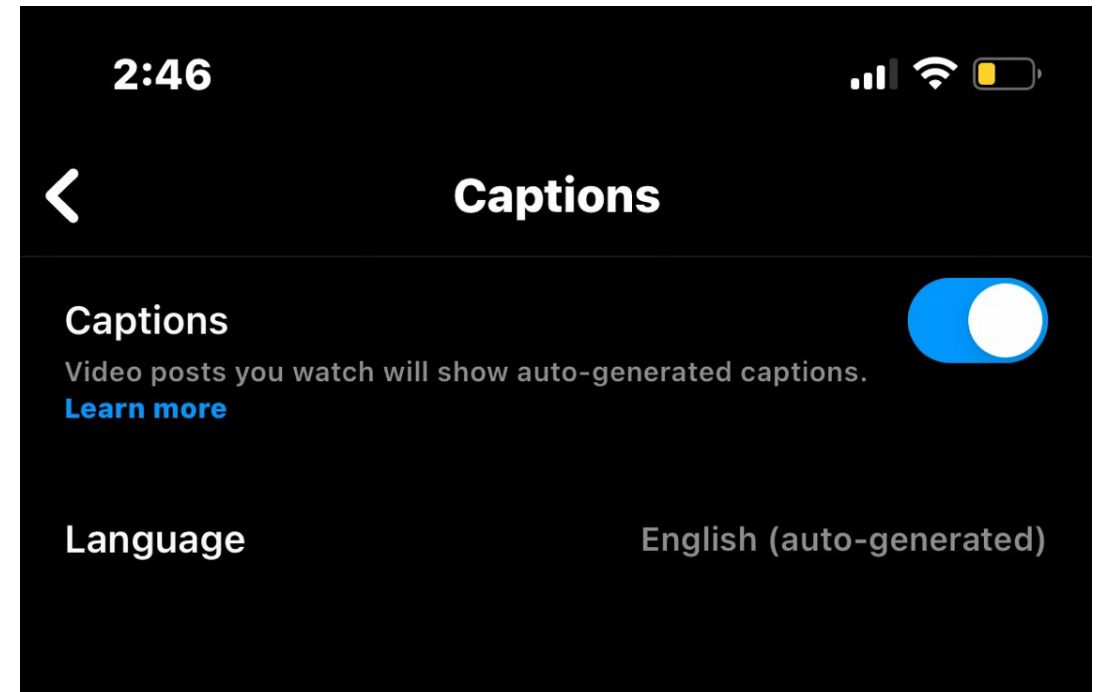 2:46
Captions
Captions
Video posts you watch will show auto-generated captions.
Learn more
Language English (auto-generated)